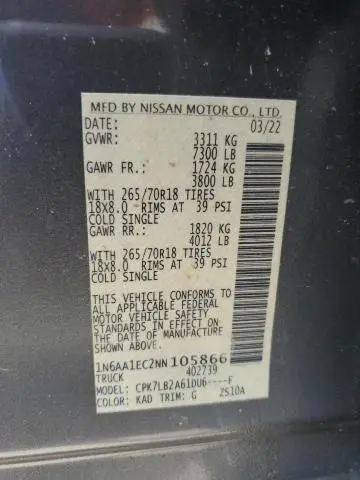 MFD BY NISSAN MOTOR CO., LTD.
DATE: 03/22
GVWR: 3311 KG
7300 LB
GAWR FR.: 1724 KG
3800 LB
WITH 265/70R18 TIRES
18x8.0 RIMS AT 39 PSI
COLD SINGLE
GAWR RR.: 1820 KG
4012 LB
WITH 265/70R18 TIRES
18x8.0 RIMS AT 39 PSI
COLD SINGLE
THIS VEHICLE CONFORMS TO
ALL APPLICABLE FEDERAL
MOTOR VEHICLE SAFETY
STANDARDS IN EFFECT ON
THE DATE OF MANUFACTURE
SHOWN ABOVE.
1N6AA1EC2NN105866
TRUCK 402739
MODEL: CPK7LB2A61DU6----F
COLOR: KAD TRIM: G ZS10A